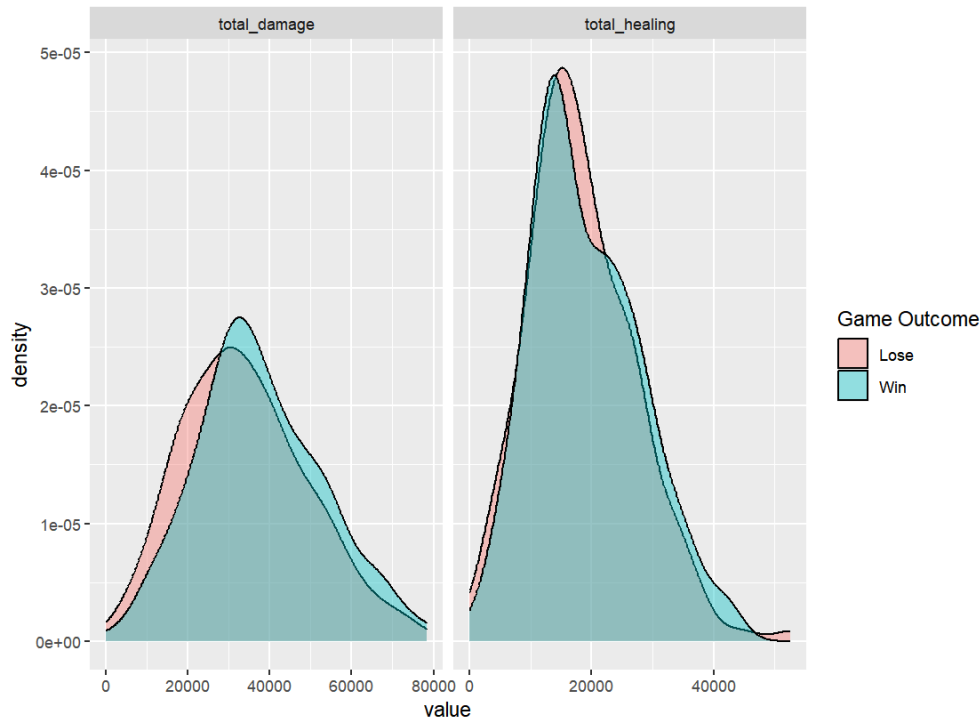 total_damage
total_healing
5e-05
4e-05
3e-05
2e-05
1e-05
0e+00
density
0 20000 40000 60000 80000
0 20000 40000
value
Game Outcome
Lose
Win